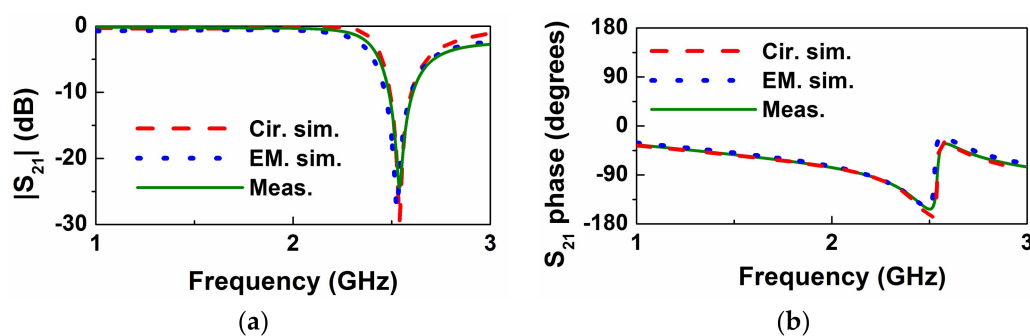 0
-10
-20
-30
|S21| (dB)
Cir. sim.
EM. sim.
Meas.
1
2
3
Frequency (GHz)
(a)
180
90
0
-90
-180
S21 phase (degrees)
Cir. sim.
EM. sim.
Meas.
1
2
3
Frequency (GHz)
(b)